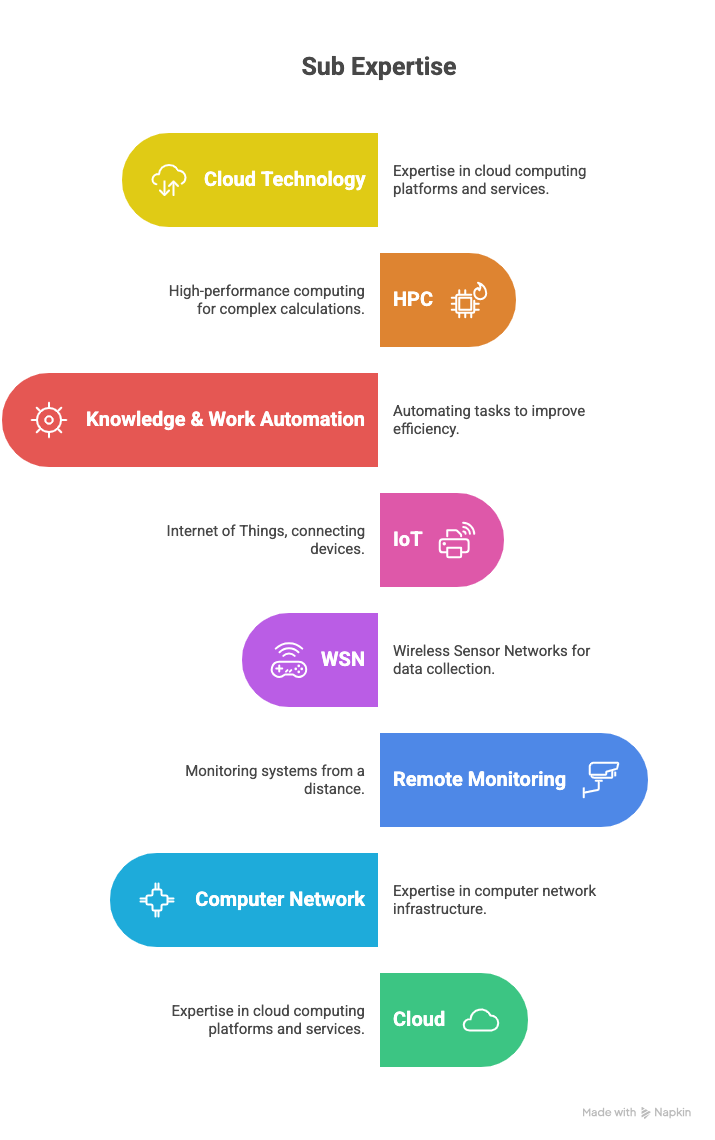 Sub Expertise
Cloud Technology
Expertise in cloud computing
platforms and services.
High-performance computing
for complex calculations.
HPC
Knowledge & Work Automation
Automating tasks to improve
efficiency.
Internet of Things, connecting
devices.
IoT
WSN
Wireless Sensor Networks for
data collection.
Monitoring systems from a
distance.
Remote Monitoring
Computer Network
Expertise in computer network
infrastructure.
Expertise in cloud computing
platforms and services.
Cloud
Made with Napkin